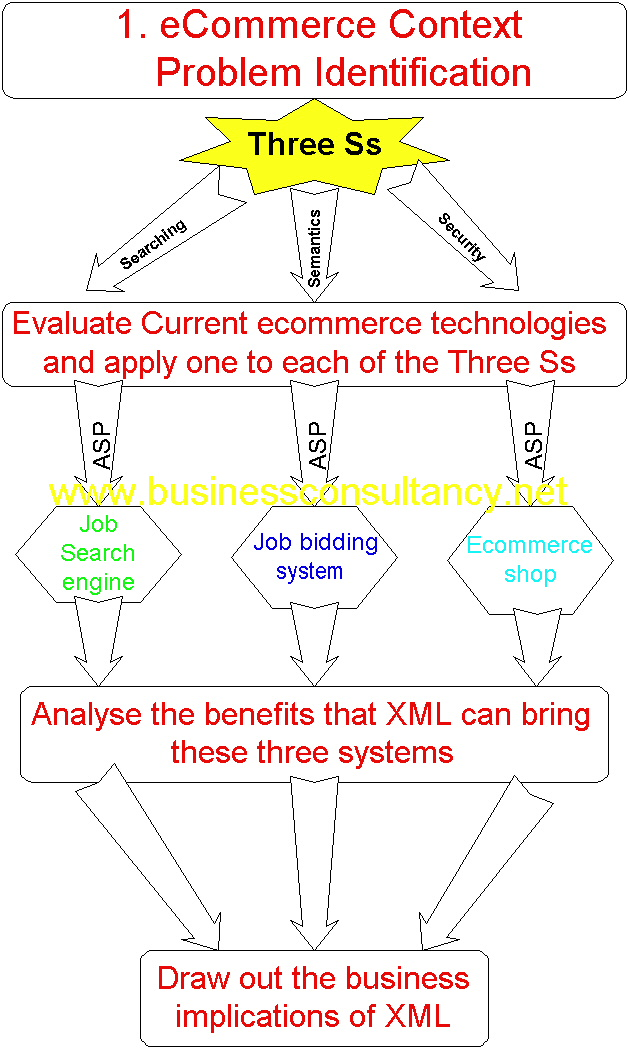 1. eCommerce Context
Problem Identification
Three Ss
Searching
Semantics
Security
Evaluate Current ecommerce technologies
and apply one to each of the Three Ss
ASP
ASP
ASP
www.businessconsultancy.net
Job
Search
engine
Job bidding
system
Ecommerce
shop
Analyse the benefits that XML can bring
these three systems
Draw out the business
implications of XML